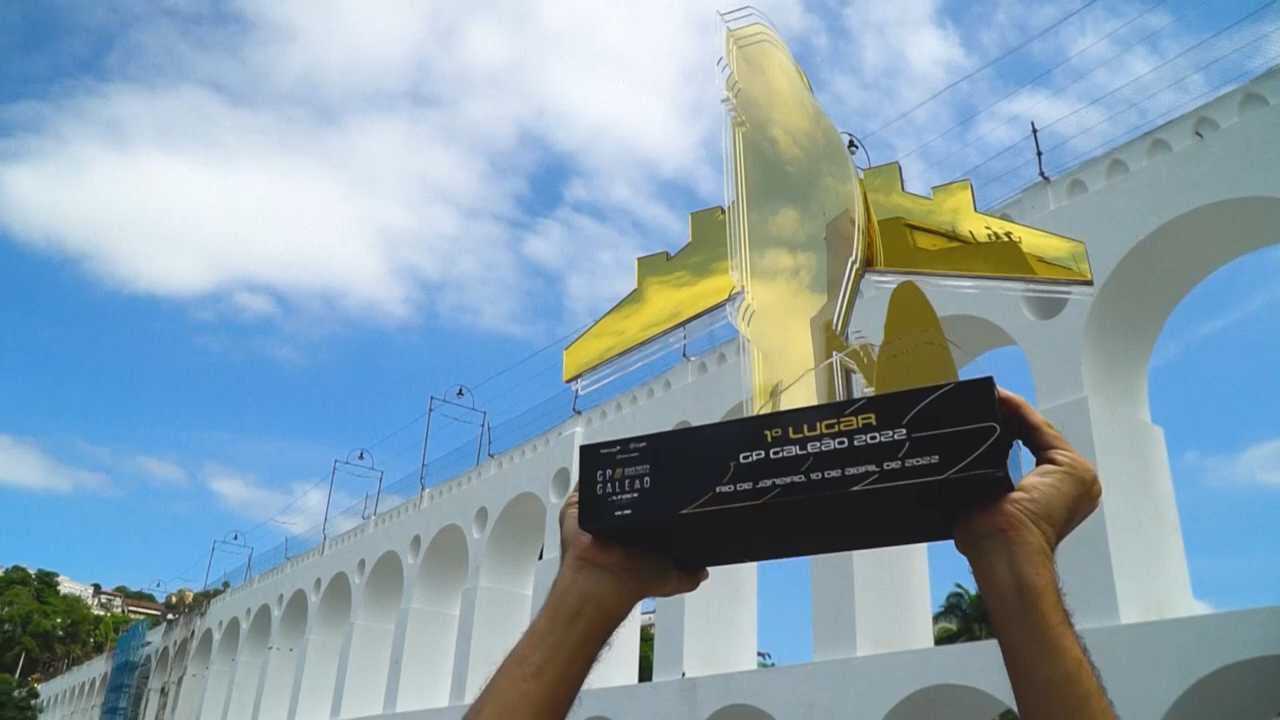 1º LUGAR
GP GALEÃO 2022
RIO DE JANEIRO, 10 DE ABRIL DE 2022
GP
GALEÃO